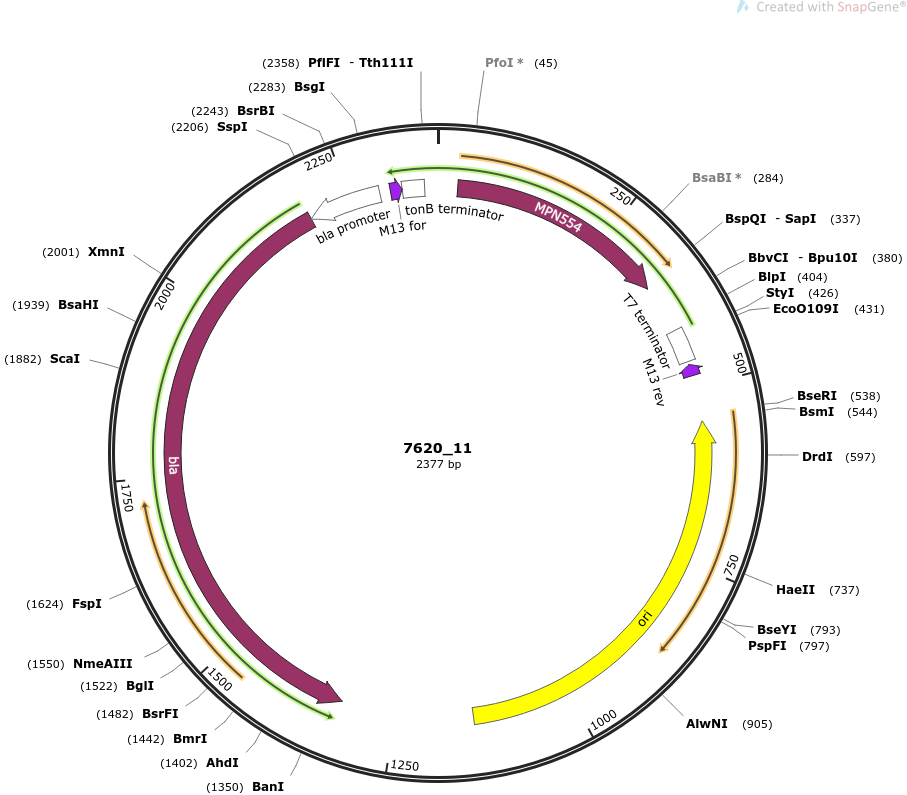 Created with SnapGene®
(2358) PflFI - Tth111I
PfoI * (45)
(2283) BsgI
(2243) BsrBI
(2206) SspI
2250
250
BsaBI * (284)
BspQI - SapI (337)
BbvCI - Bpu10I (380)
BlpI (404)
StyI (426)
EcoO109I (431)
bla promoter
M13 for
tonB terminator
MPN554
T7 terminator
M13 rev
500
(2001) XmnI
2000
(1939) BsaHI
(1882) ScaI
BseRI (538)
BsmI (544)
DrdI (597)
7620_11
2377 bp
bla
1750
750
HaeII (737)
BseYI (793)
PspFI (797)
ori
(1624) FspI
(1550) NmeAIII
(1522) BglI
1500
(1482) BsrFI
(1442) BmrI
(1402) AhdI
(1350) BanI
1250
1000
AlwNI (905)